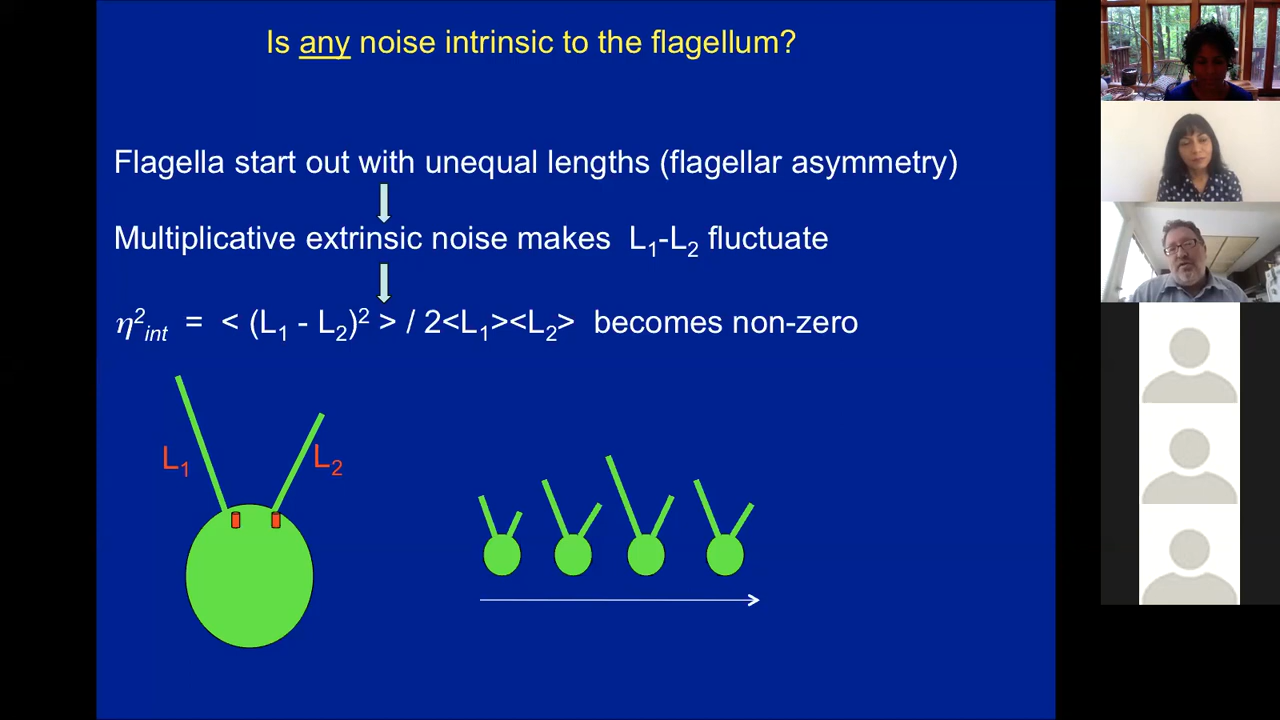 Is any noise intrinsic to the flagellum?
Flagella start out with unequal lengths (flagellar asymmetry)
Multiplicative extrinsic noise makes L1-L2 fluctuate
η²int = < (L1 - L2)² > / 2<L1><L2> becomes non-zero
L1
L2